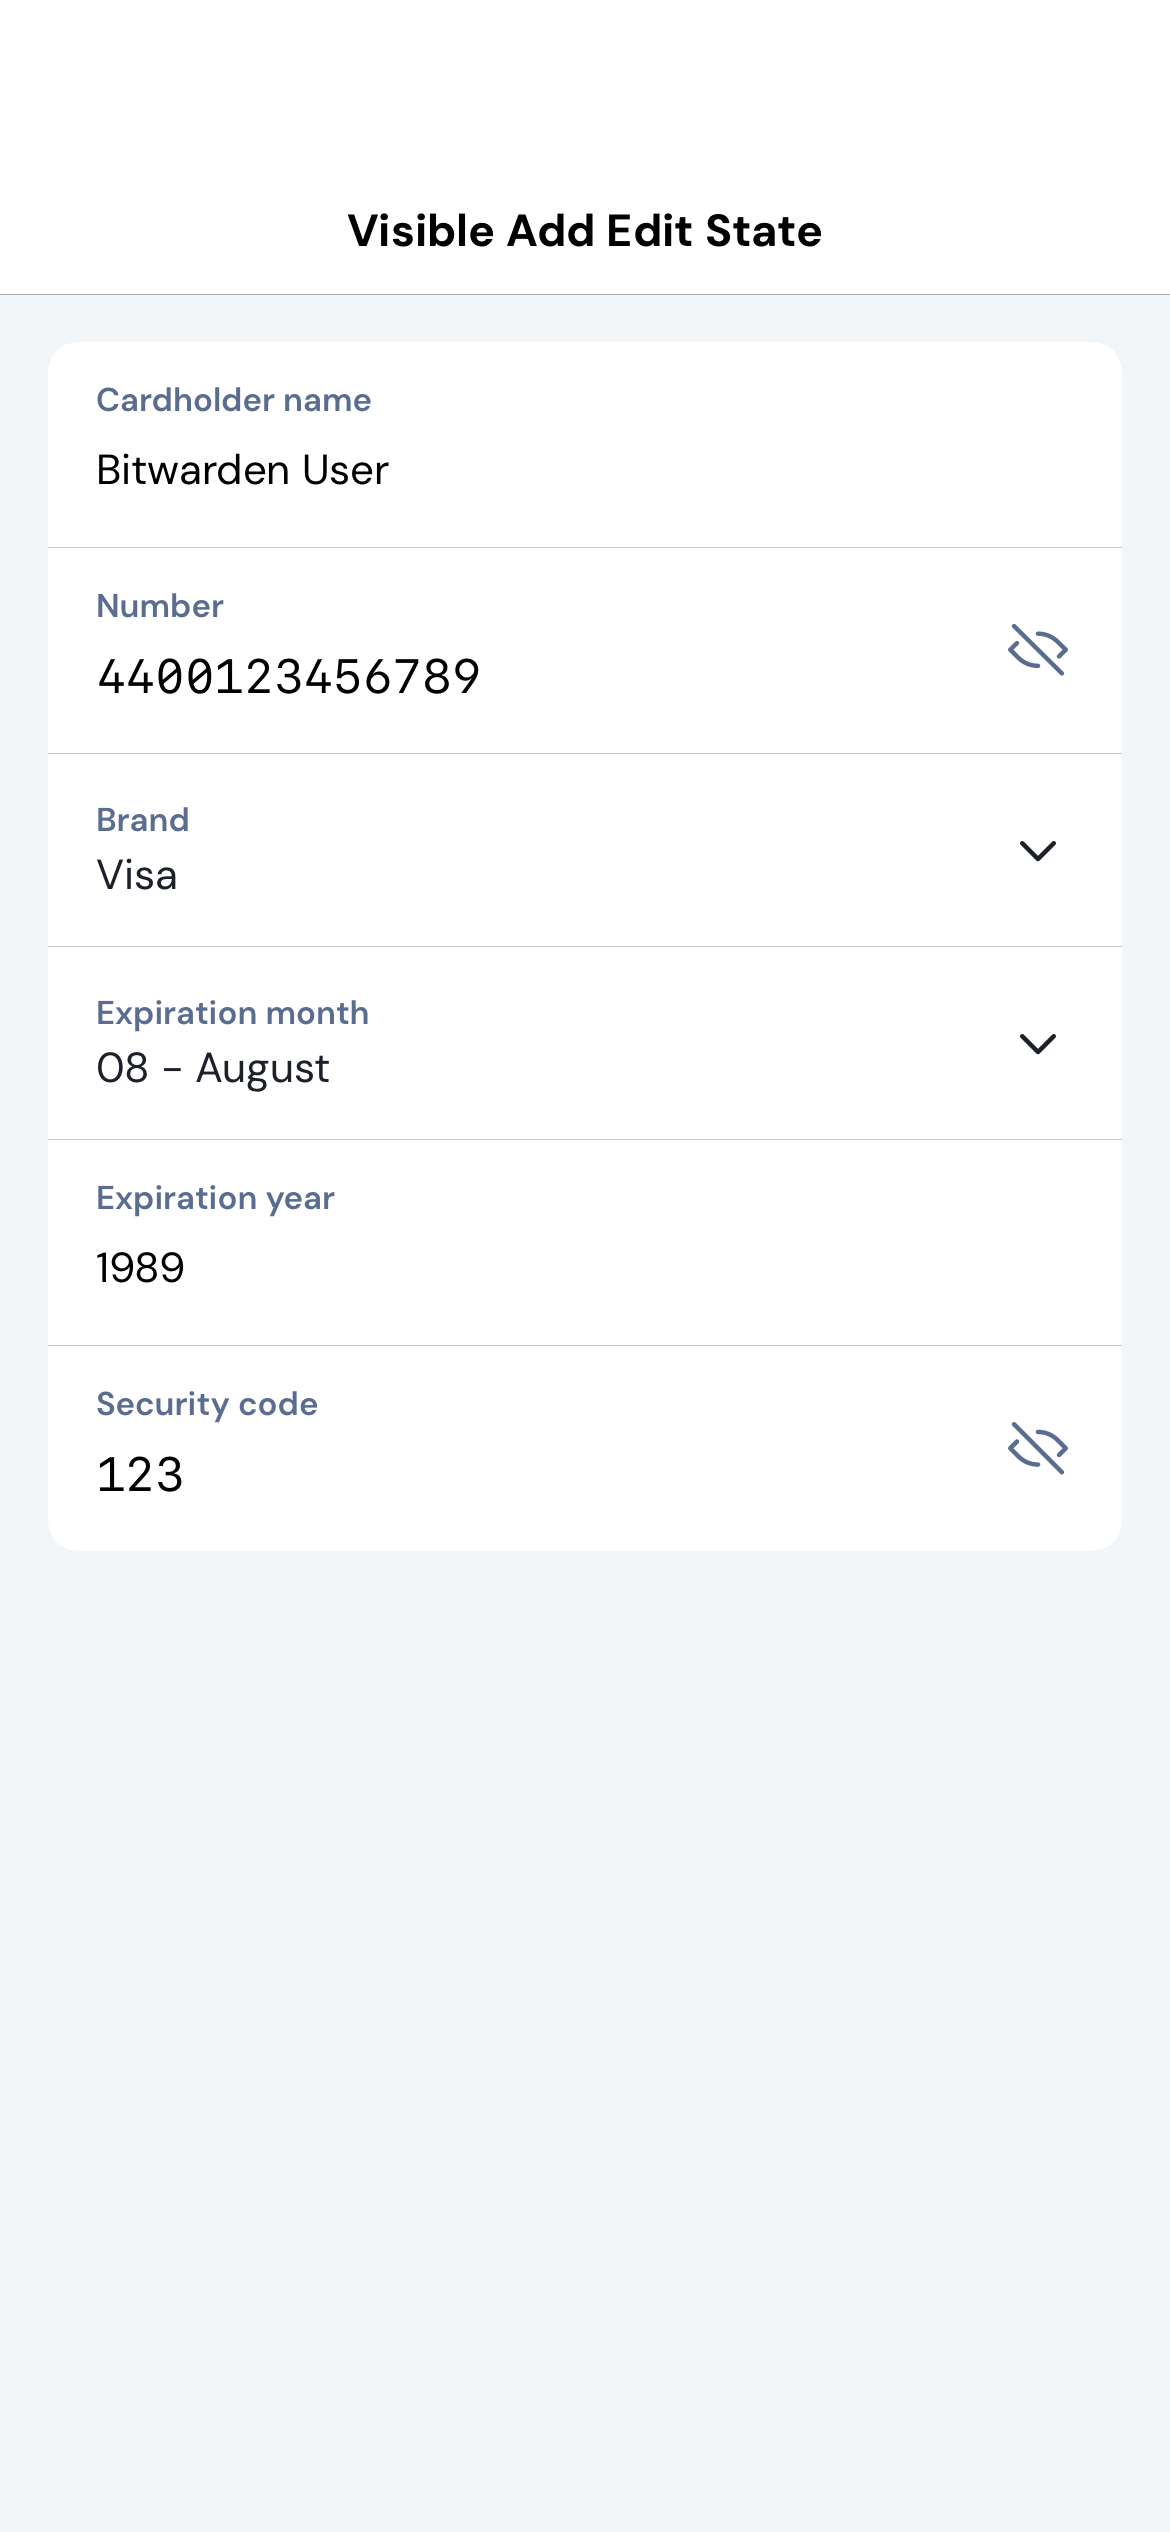 Visible Add Edit State
Cardholder name
Bitwarden User
Number
4400123456789
Brand
Visa
Expiration month
08 - August
Expiration year
1989
Security code
123